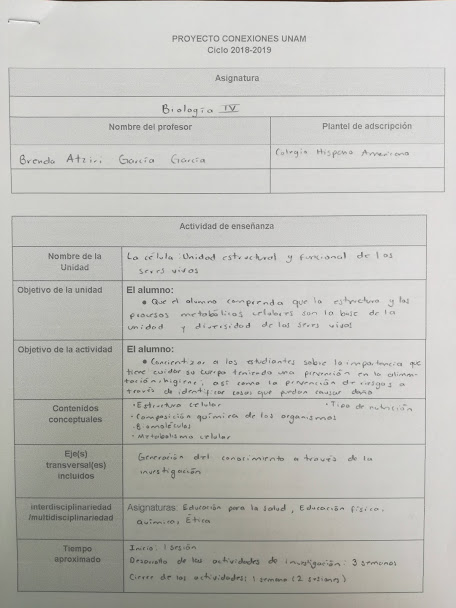 PROYECTO CONEXIONES UNAM
Ciclo 2018-2019
Asignatura
Biología IV
Nombre del profesor
Plantel de adscripción
Brenda Atziri García García
Colegio Hispano Americano
Actividad de enseñanza
Nombre de la
Unidad
La célula: Unidad estructural y funcional de los
seres vivos
Objetivo de la unidad
El alumno:
• Que el alumno comprenda que la estructura y los
procesos metabólicos celulares son la base de la
unidad y diversidad de los seres vivos
Objetivo de la actividad
El alumno:
• Concientizar a los estudiantes sobre la importancia que
tiene cuidar su cuerpo teniendo una prevención en la alimen-
tación, higiene, así como la prevención de riesgos a
través de identificar cosas que puedan causar daño
Contenidos
conceptuales
• Estructura celular
• Tipo de nutrición
• Composición química de los organismos
• Biomoléculas
• Metabolismo celular
Eje(s)
transversal(es)
incluidos
Generación del conocimiento a través de la
investigación
interdisciplinariedad
/multidisciplinariedad
Asignaturas: Educación para la salud, Educación física,
Química, Ética
Tiempo
aproximado
Inicio: 1 sesión
Desarrollo de las actividades de investigación: 3 semanas
Cierre de las actividades: 1 semana (2 sesiones)